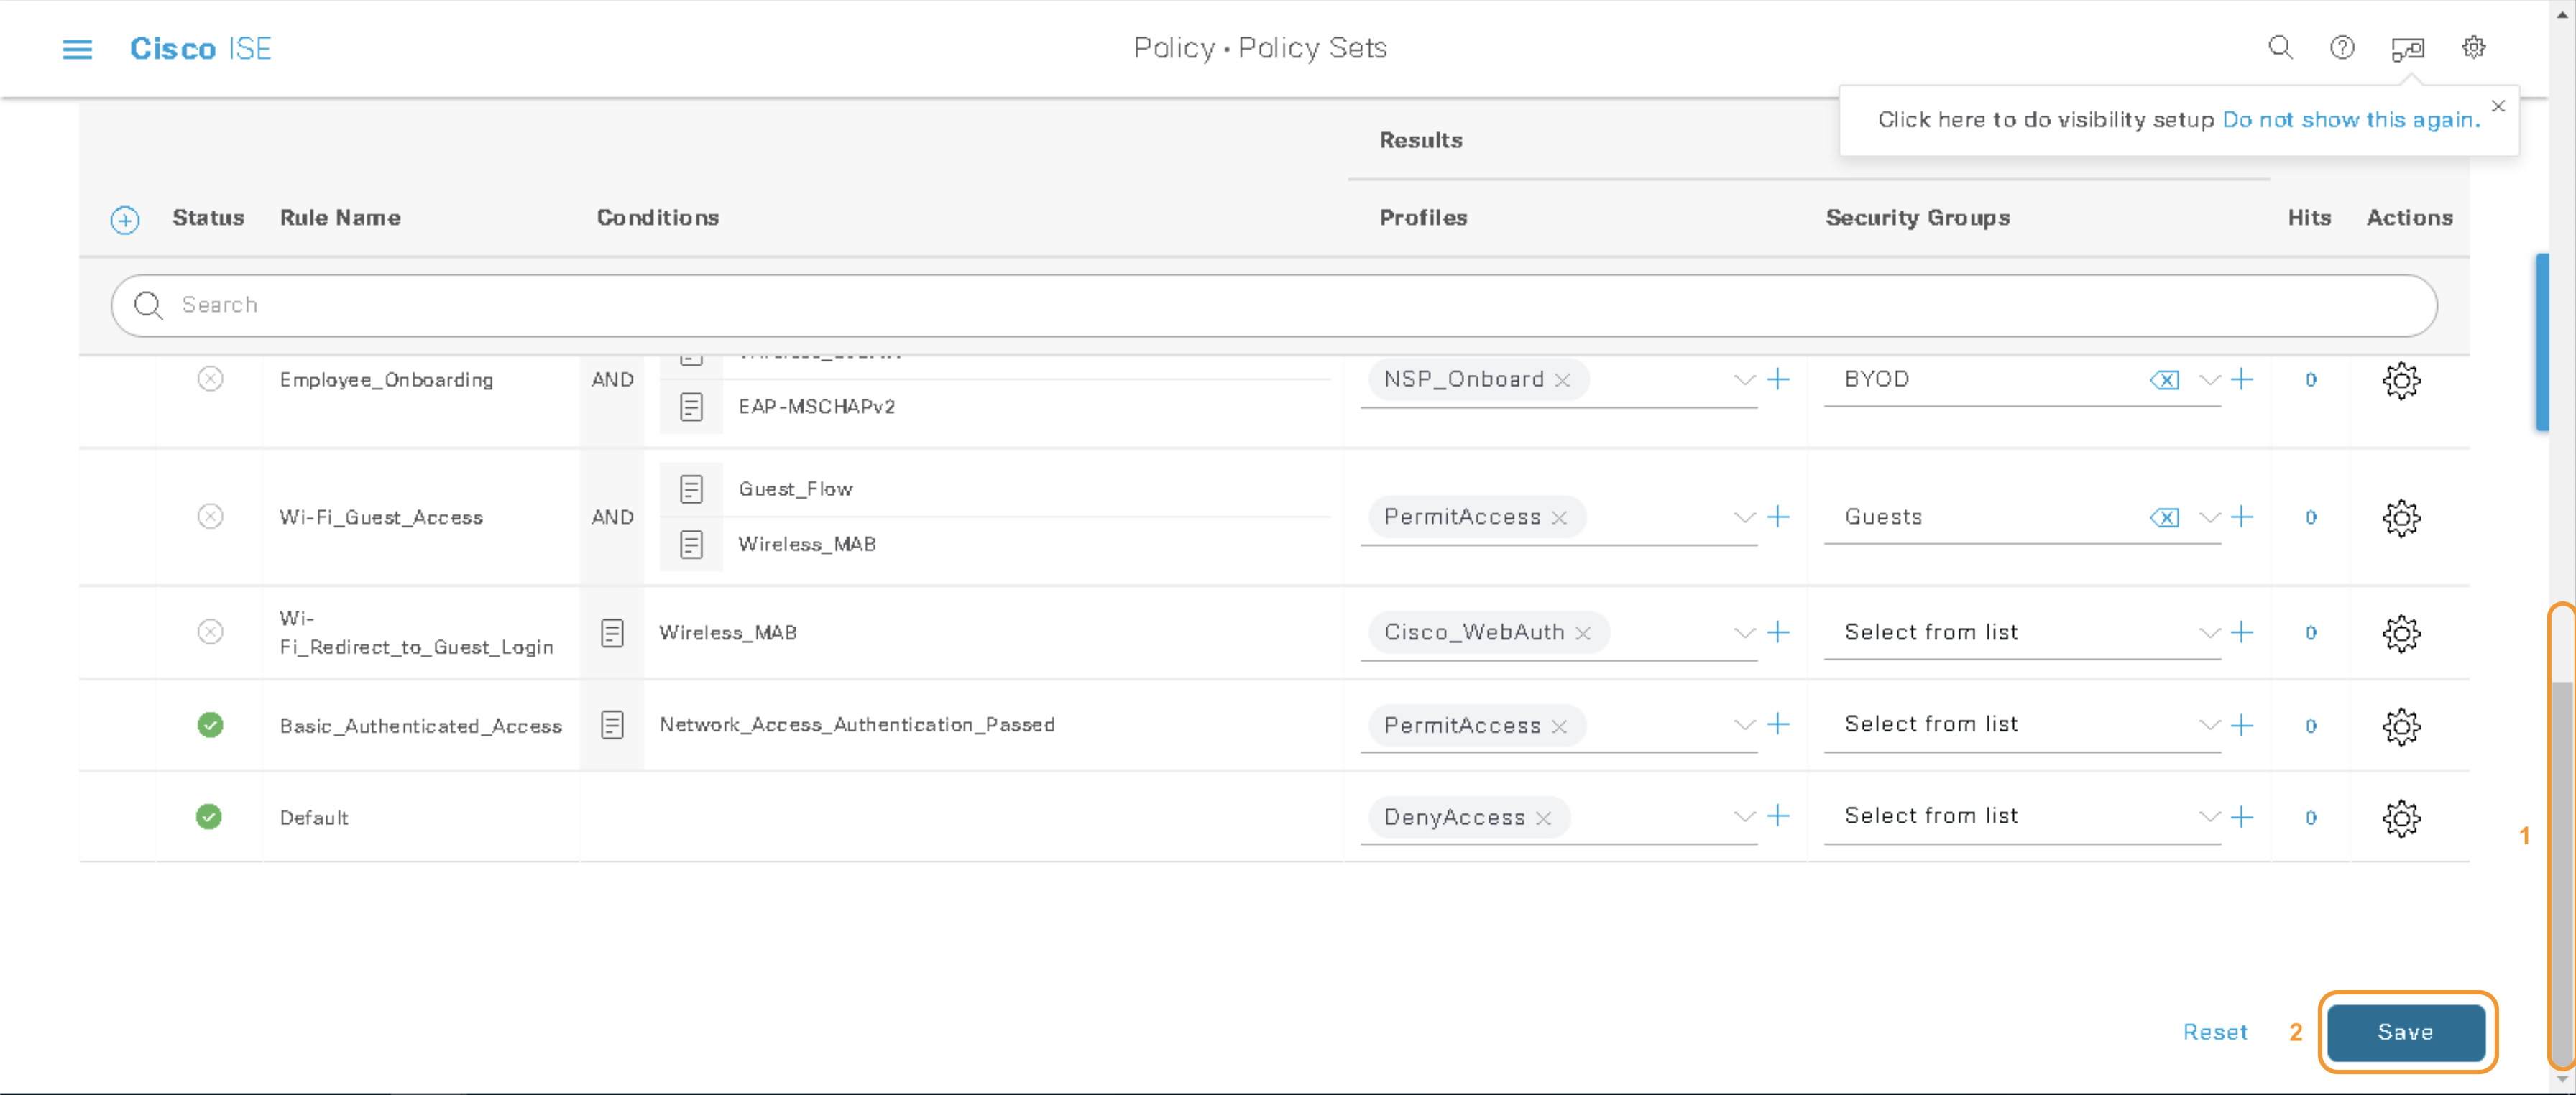 Cisco ISE
Policy • Policy Sets
Click here to do visibility setup Do not show this again.
Results
Status Rule Name Conditions Profiles Security Groups Hits Actions
Search
Employee_Onboarding AND EAP-MSCHAPv2 NSP_Onboard BYOD 0
Wi-Fi_Guest_Access AND Guest_Flow PermitAccess Guests 0
Wireless_MAB
Wi-
Fi_Redirect_to_Guest_Login Wireless_MAB Cisco_WebAuth Select from list 0
Basic_Authenticated_Access Network_Access_Authentication_Passed PermitAccess Select from list 0
Default DenyAccess Select from list 0
1
Reset 2 Save